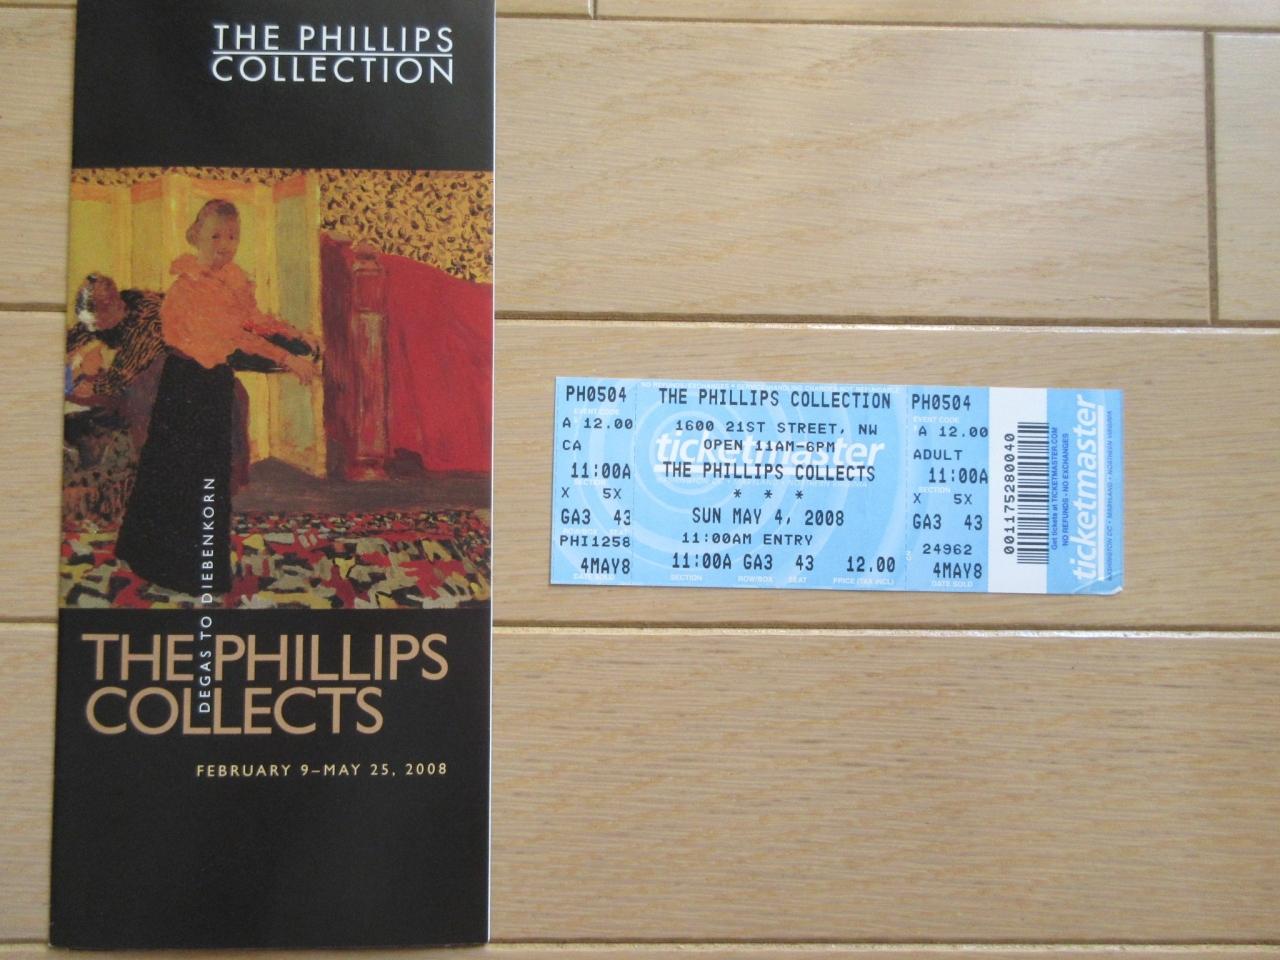 THE PHILLIPS
COLLECTION
DEGAS TO DIEBENKORN
THE PHILLIPS
COLLECTS
FEBRUARY 9–MAY 25, 2008
PH0504
EVENT CODE
A 12.00
CA
11:00A
SECTION
X 5X
GA3 43
PHI1258
4MAY8
DATE SOLD
NO REFUNDS/EXCHANGES
THE PHILLIPS COLLECTION
1600 21ST STREET, NW
OPEN 11AM-6PM
ticketmaster
THE PHILLIPS COLLECTS
* * *
SUN MAY 4, 2008
11:00AM ENTRY
11:00A GA3 43 12.00
SECTION ROW/BOX SEAT PRICE (TAX INCL)
PH0504
EVENT CODE
A 12.00
ADULT
11:00A
SECTION
X 5X
GA3 43
24962
4MAY8
DATE SOLD
001175280040
Get tickets at TICKETMASTER.COM
NO REFUNDS • NO EXCHANGES
ticketmaster
WASHINGTON DC • MARYLAND • NORTHERN VIRGINIA